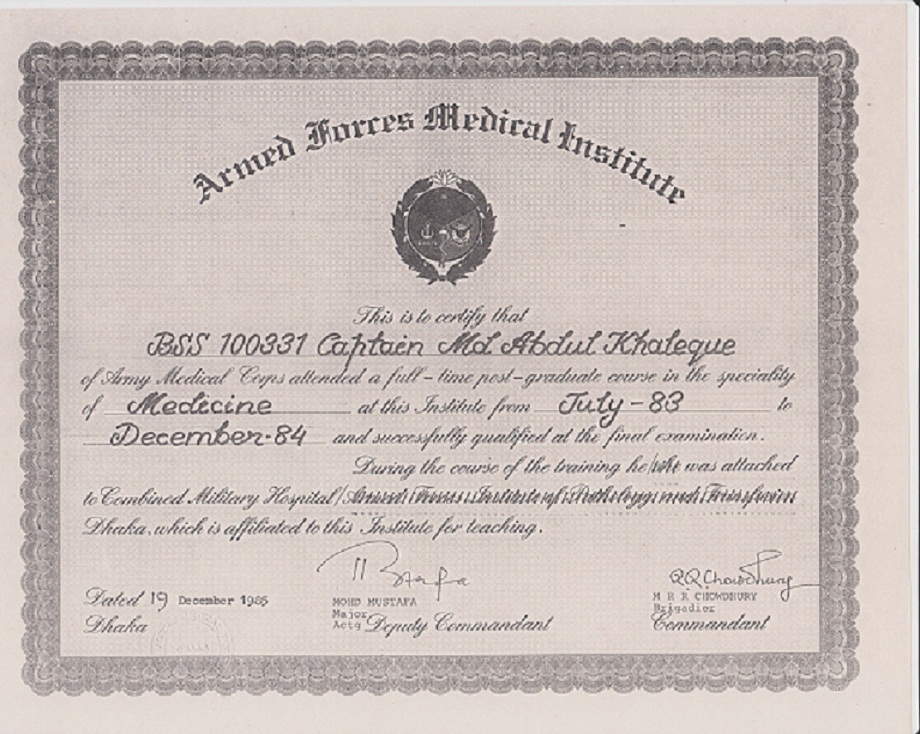 Armed Forces Medical Institute
This is to certify that
BSS 100331 Captain Md Abdul Khaleque
of Army Medical Corps attended a full-time post-graduate course in the speciality
of Medicine at this Institute from July-83 to
December-84 and successfully qualified at the final examination.
During the course of the training he/she was attached
to Combined Military Hospital/Armed Forces Institute of Pathology and Transfusion
Dhaka, which is affiliated to this Institute for teaching.
Dated 19 December 1985
Dhaka
MOHD MUSTAFA
Major
Actg Deputy Commandant
M R R CHOWDHURY
Brigadier
Commandant